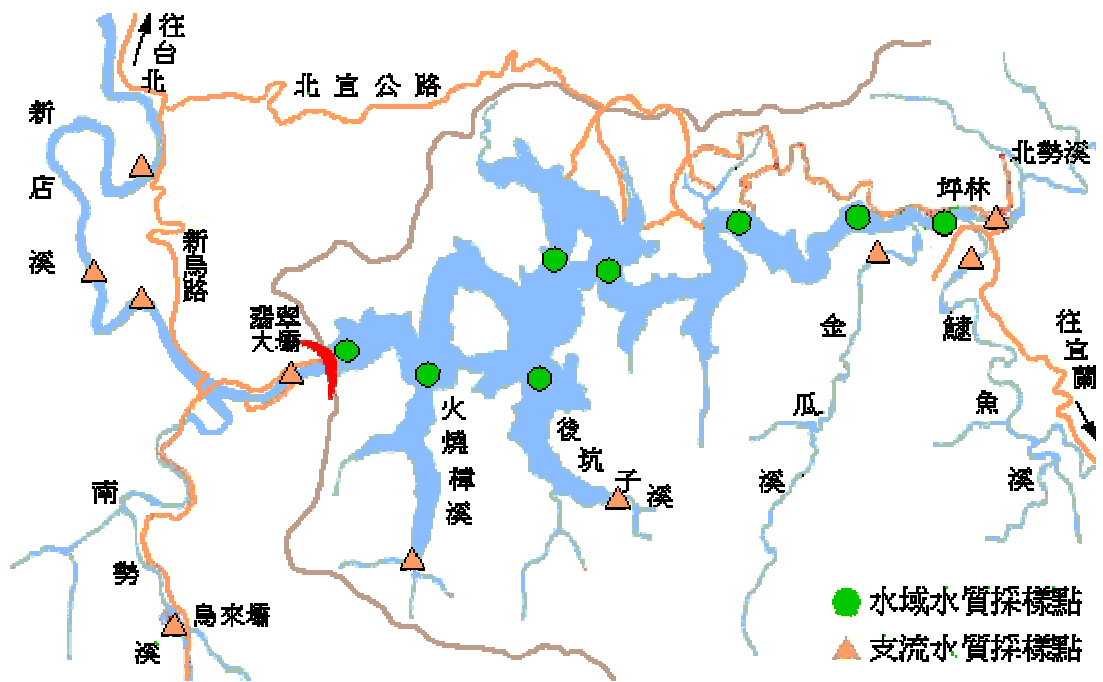 往台北
北宜公路
新店溪
北勢溪
坪林
新烏路
翡翠
大壩
金瓜溪
鱙魚溪
往宜蘭
火燒樟溪
後坑子溪
南勢溪
烏來壩
水域水質採樣點
支流水質採樣點